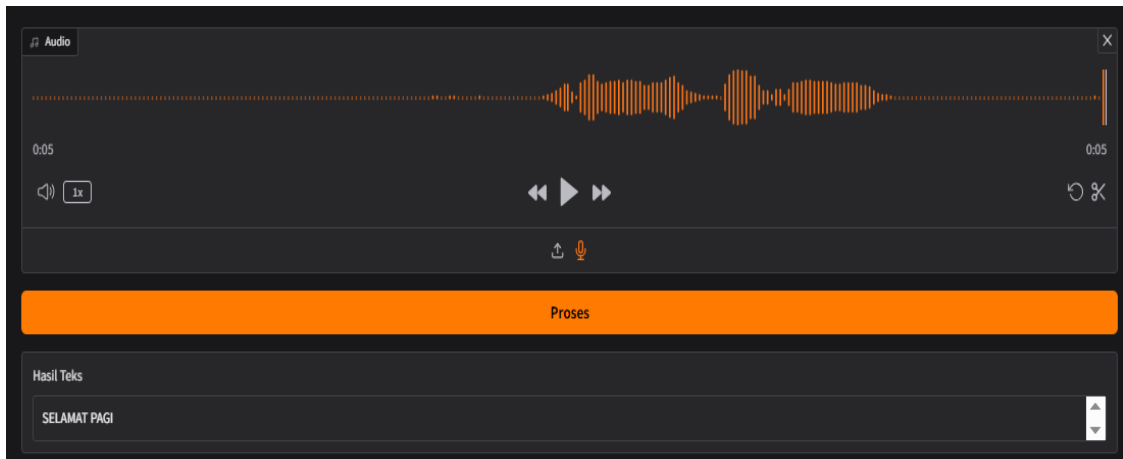 Audio
0:05 0:05
1x
Proses
Hasil Teks
SELAMAT PAGI